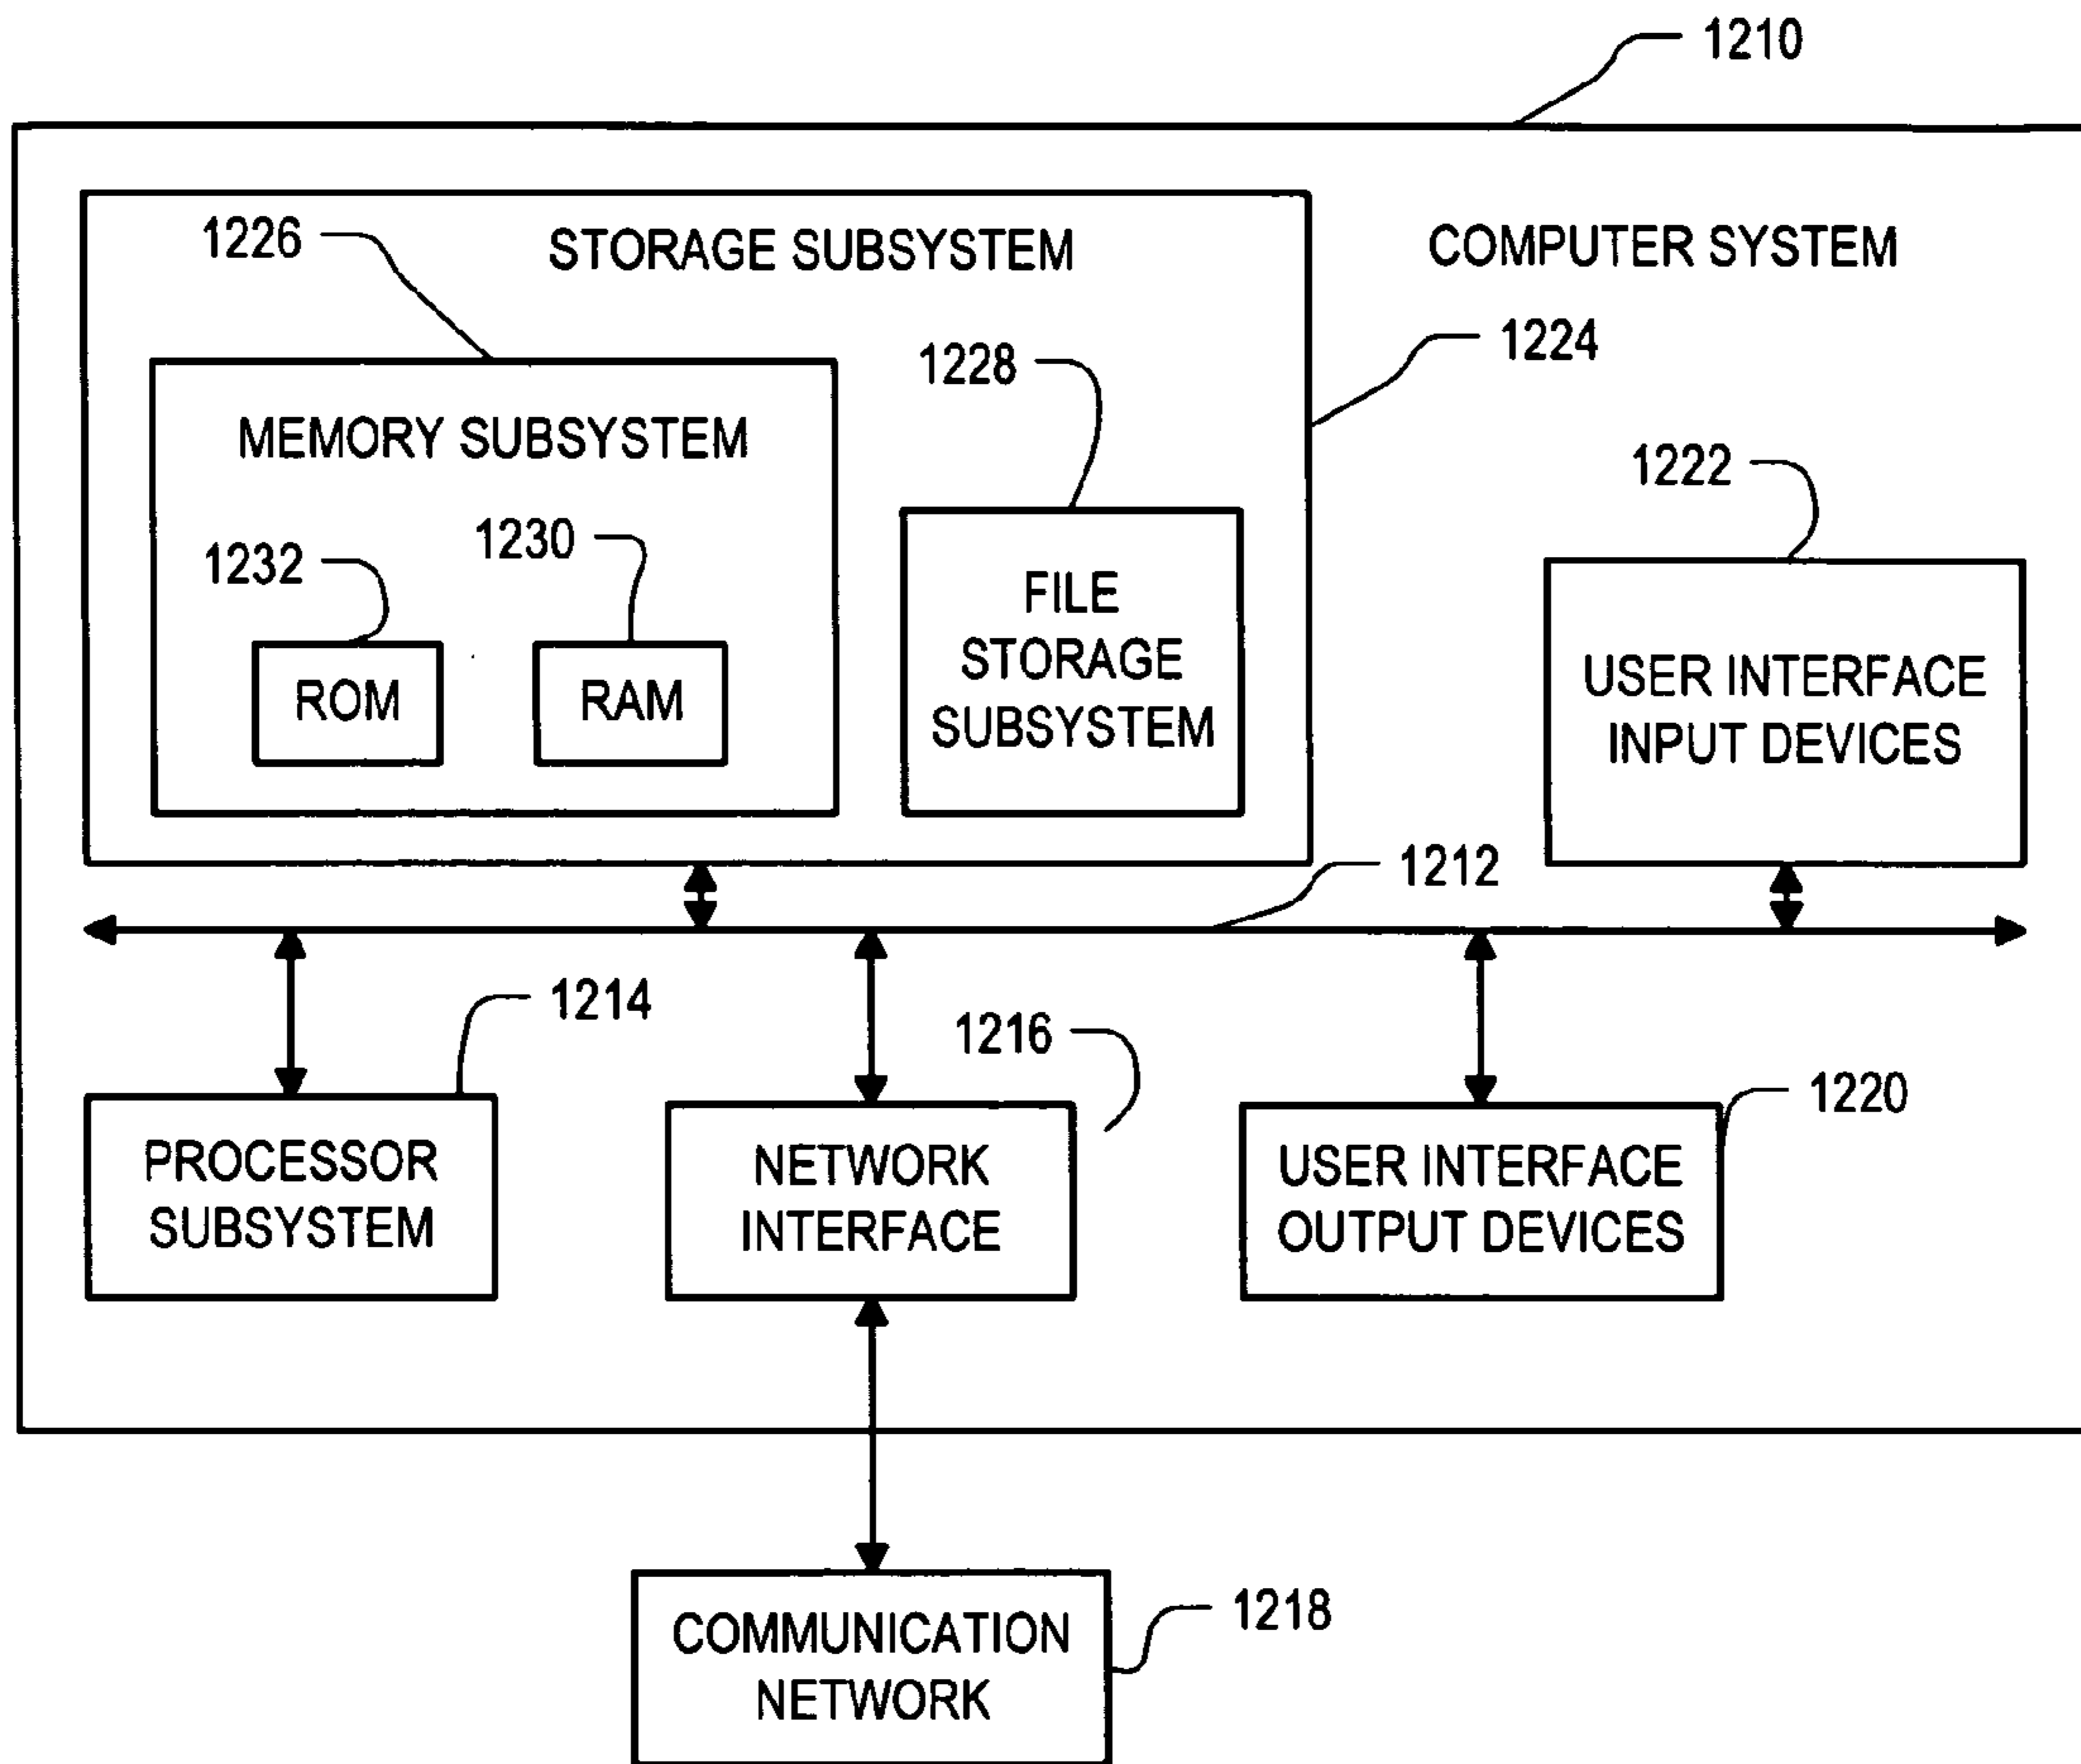 1210
1226
STORAGE SUBSYSTEM
COMPUTER SYSTEM
1224
1228
MEMORY SUBSYSTEM
1222
1232
1230
FILE
STORAGE
SUBSYSTEM
ROM
RAM
USER INTERFACE
INPUT DEVICES
1212
1214
1216
1220
PROCESSOR
SUBSYSTEM
NETWORK
INTERFACE
USER INTERFACE
OUTPUT DEVICES
1218
COMMUNICATION
NETWORK